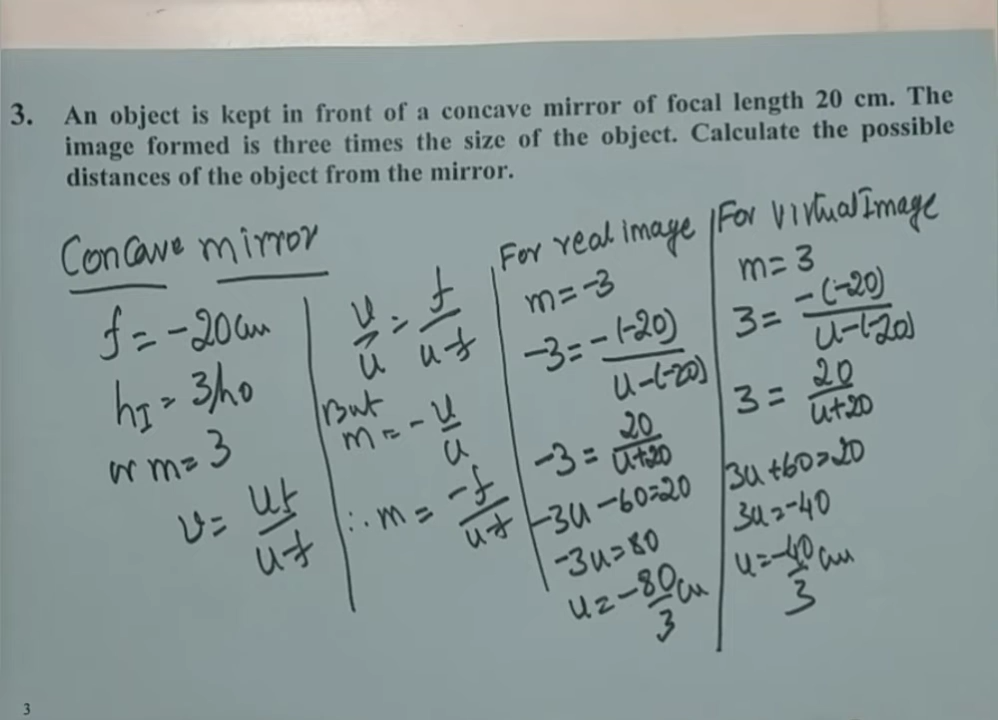 3. An object is kept in front of a concave mirror of focal length 20 cm. The
image formed is three times the size of the object. Calculate the possible
distances of the object from the mirror.
Concave mirror
f = -20cm
hI = 3ho
or m = 3
v = uf/u-f
v/u = f/u-f
But
m = -v/u
∴ m = -f/u-f
For real image
m = -3
-3 = -(-20)/u-(-20)
-3 = 20/u+20
-3u - 60 = 20
-3u = 80
u = -80/3 cm
For Virtual Image
m = 3
3 = -(-20)/u-(-20)
3 = 20/u+20
3u + 60 = 20
3u = -40
u = -40/3 cm
3